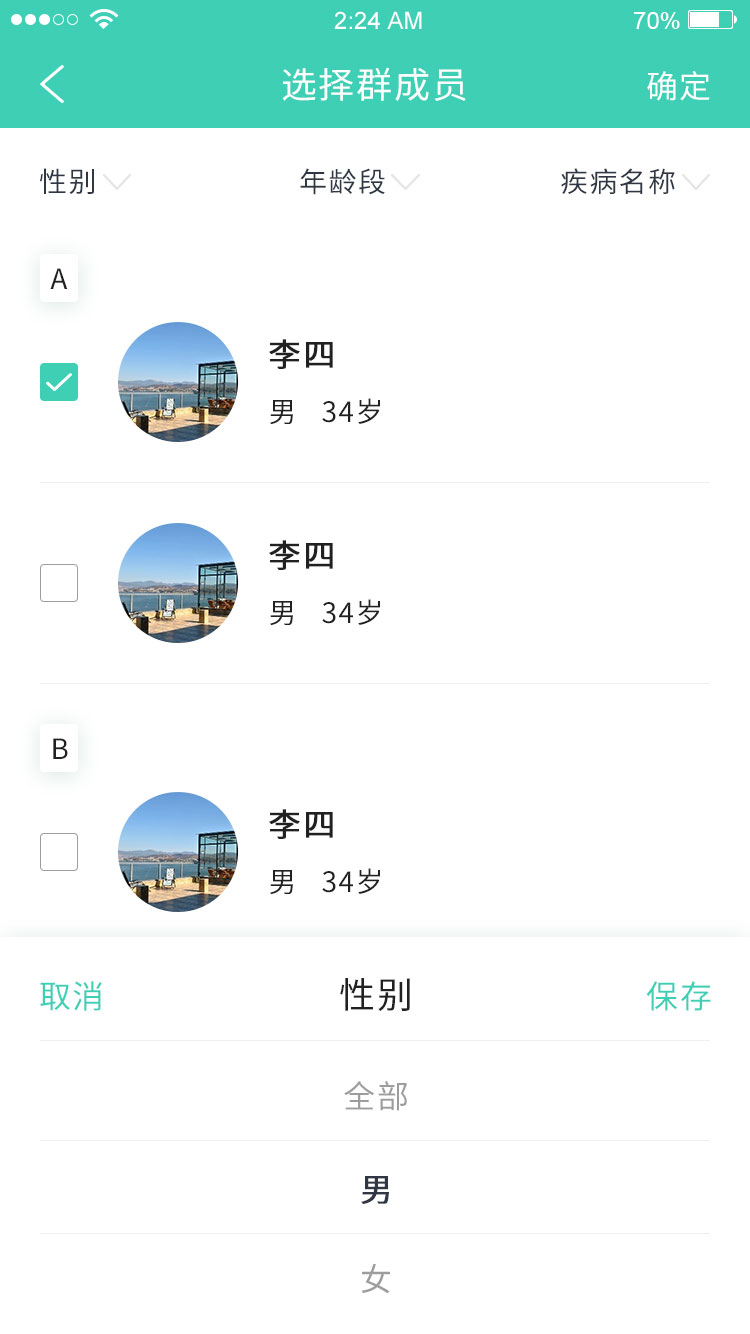 2:24 AM 70%
选择群成员 确定
性别 年龄段 疾病名称
A
李四
男 34岁
李四
男 34岁
B
李四
男 34岁
取消 性别 保存
全部
男
女